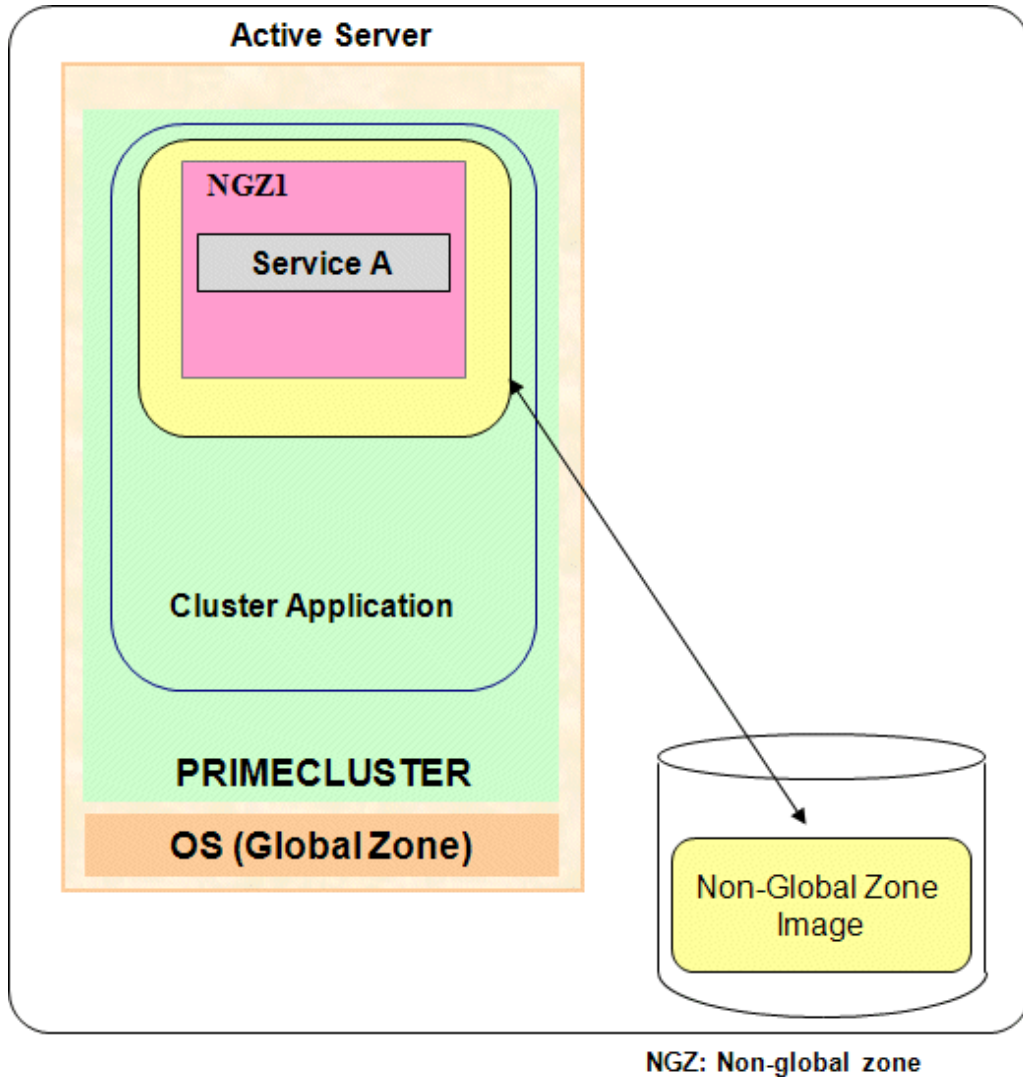 Active Server
NGZ1
Service A
Cluster Application
PRIMECLUSTER
OS (Global Zone)
Non-Global Zone
Image
NGZ: Non-global zone